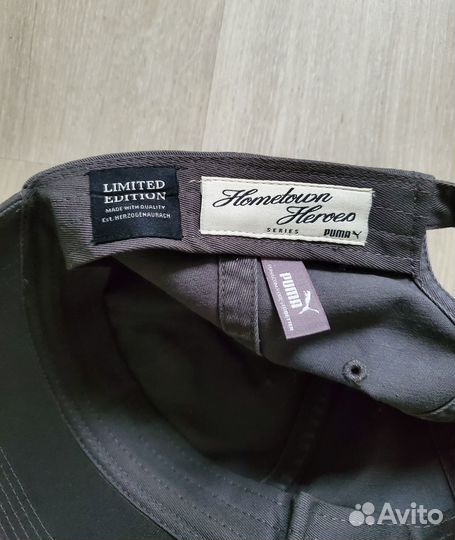 LIMITED
EDITION
MADE WITH QUALITY
Est. HERZOGENAURACH
Hometown
Heroes
SERIES
PUMA
PUMA
Avito